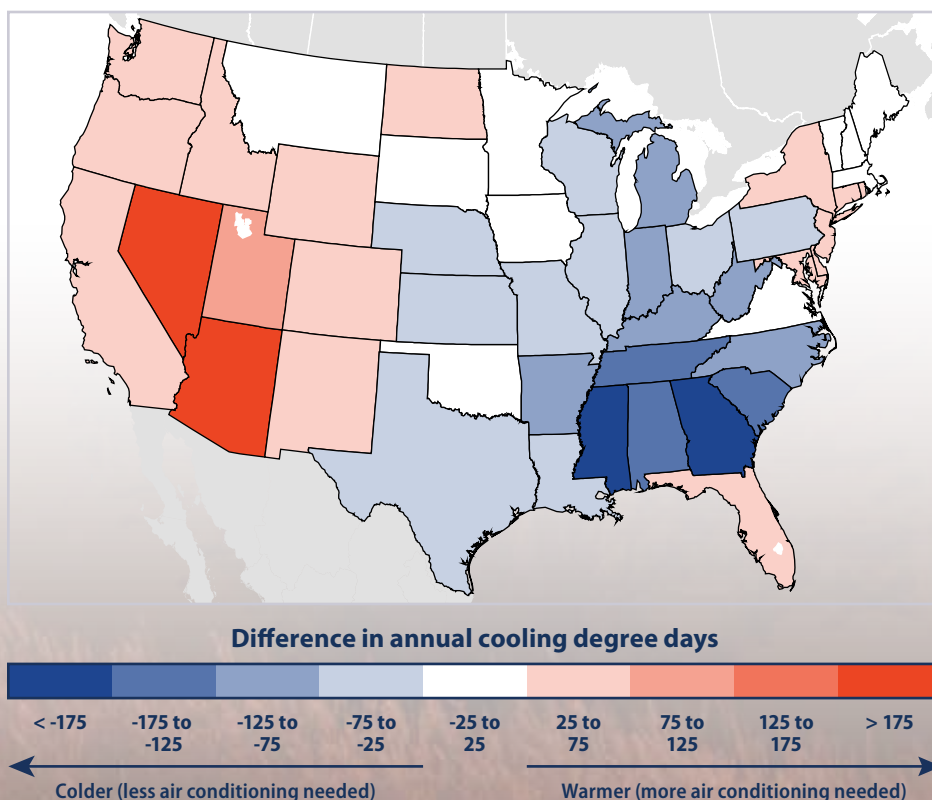 Difference in annual cooling degree days
< -175 -175 to -125 -125 to -75 -75 to -25 -25 to 25 25 to 75 75 to 125 125 to 175 > 175
Colder (less air conditioning needed) Warmer (more air conditioning needed)